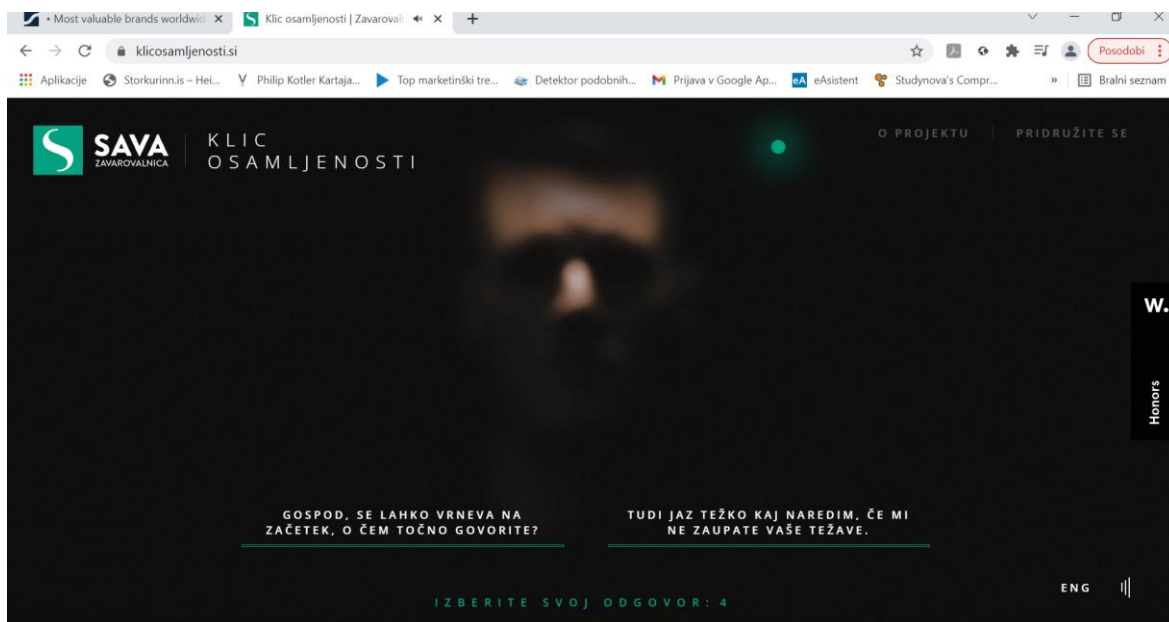 • Most valuable brands worldwid
Klic osamljenosti | Zavaroval
klicosamljenosti.si
Posodobi
Aplikacije
Storkurinn.is – Hei...
Philip Kotler Kartaja...
Top marketinški tre...
Detektor podobnih...
Prijava v Google Ap...
eA eAsistent
Studynova's Compr...
»
Bralni seznam
SAVA
ZAVAROVALNICA
KLIC
OSAMLJENOSTI
O PROJEKTU
PRIDRUŽITE SE
W.
Honors
GOSPOD, SE LAHKO VRNEVA NA
ZAČETEK, O ČEM TOČNO GOVORITE?
TUDI JAZ TEŽKO KAJ NAREDIM, ČE MI
NE ZAUPATE VAŠE TEŽAVE.
ENG
IZBERITE SVOJ ODGOVOR: 4